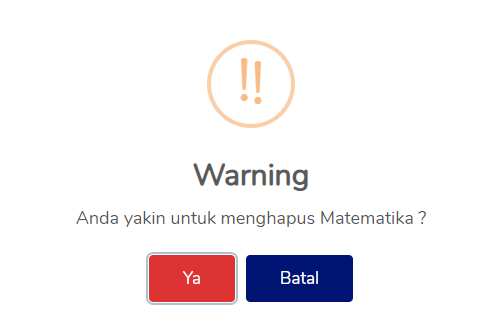 !!
Warning
Anda yakin untuk menghapus Matematika ?
Ya
Batal